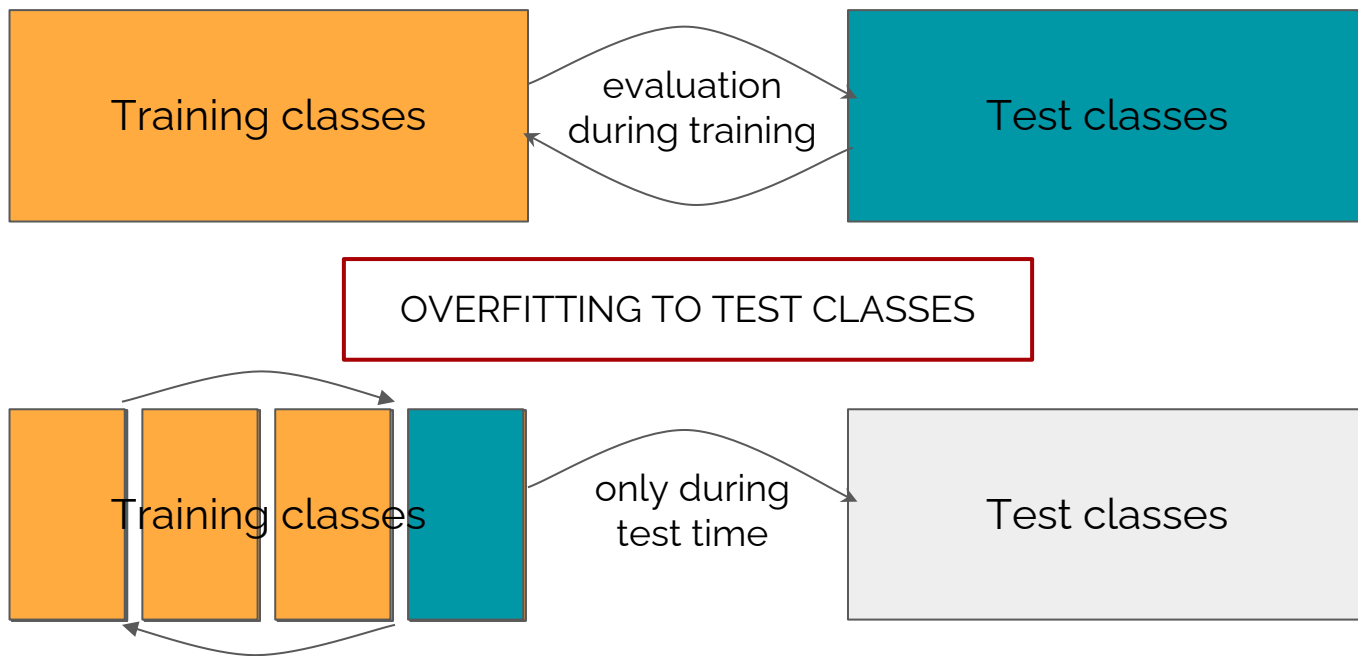 Training classes
evaluation
during training
Test classes
OVERFITTING TO TEST CLASSES
Training classes
only during
test time
Test classes